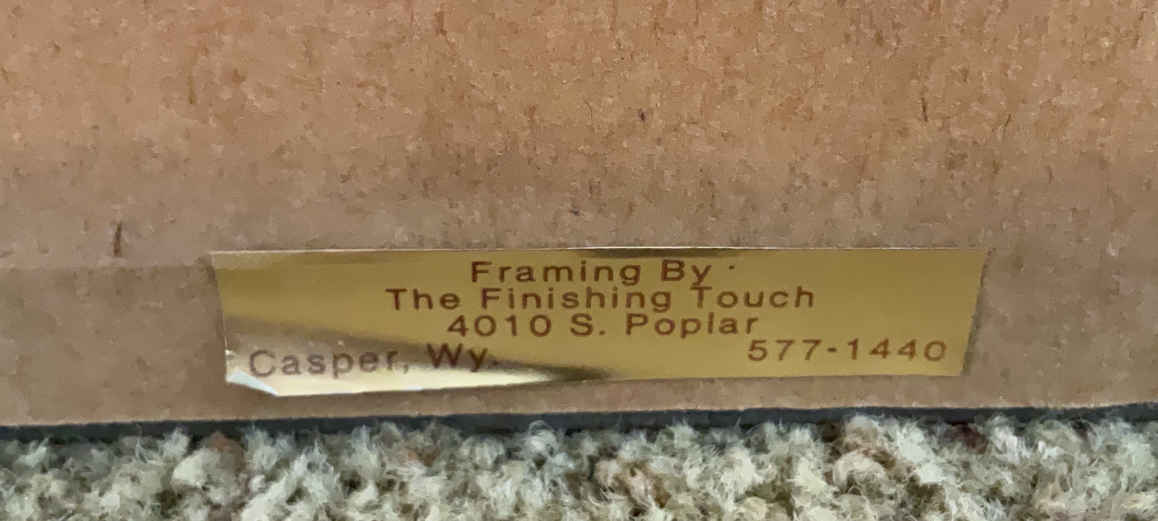 Framing By
The Finishing Touch
4010 S. Poplar
Casper, Wy. 577-1440